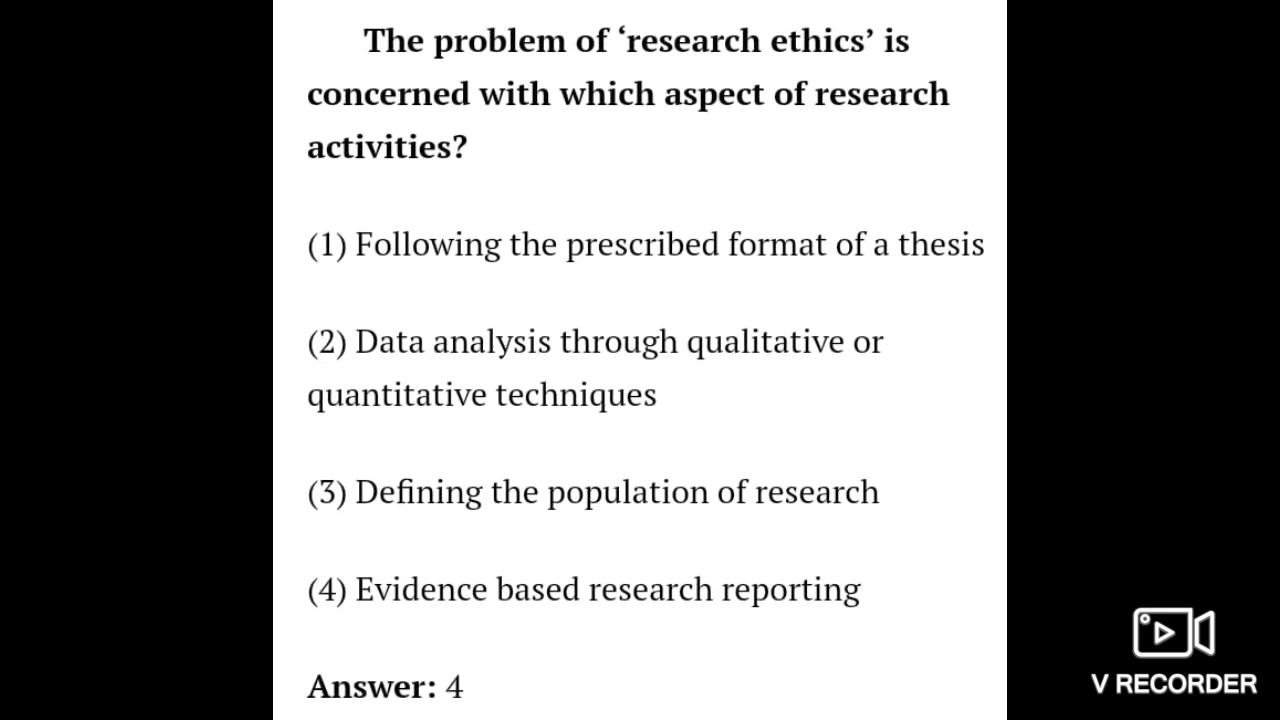 The problem of ‘research ethics’ is
concerned with which aspect of research
activities?
(1) Following the prescribed format of a thesis
(2) Data analysis through qualitative or
quantitative techniques
(3) Defining the population of research
(4) Evidence based research reporting
Answer: 4
V RECORDER